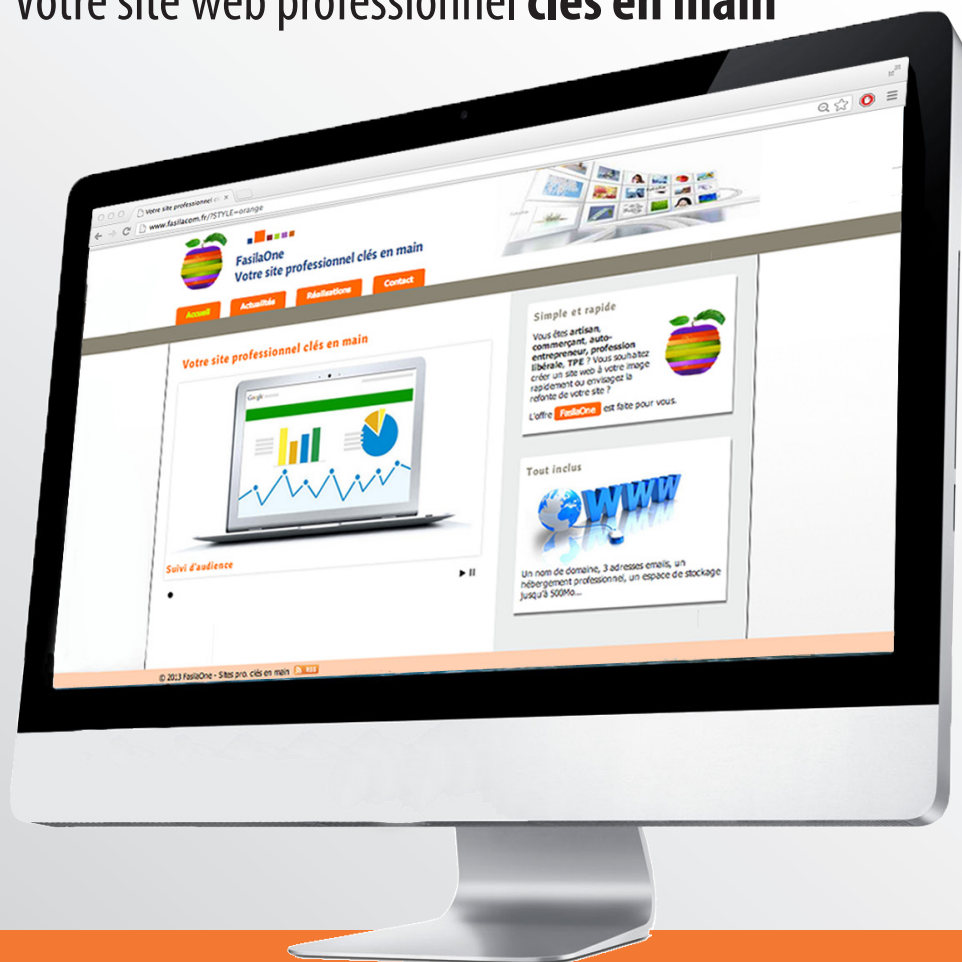 Votre site web professionnel clés en main
Votre site professionnel
www.fasilacom.fr/?STYLE=orange
FasilaOne
Votre site professionnel clés en main
Accueil
Actualités
Réalisations
Contact
Votre site professionnel clés en main
Google
Suivi d'audience
Simple et rapide
Vous êtes artisan,
commerçant, auto-
entrepreneur, profession
libérale, TPE ? Vous souhaitez
créer un site web à votre image
rapidement ou envisagez la
refonte de votre site ?
L'offre FasilaOne est faite pour vous.
Tout inclus
WWW
Un nom de domaine, 3 adresses emails, un
hébergement professionnel, un espace de stockage
jusqu'à 500Mo...
© 2013 FasilaOne - Sites pro. clés en main RSS